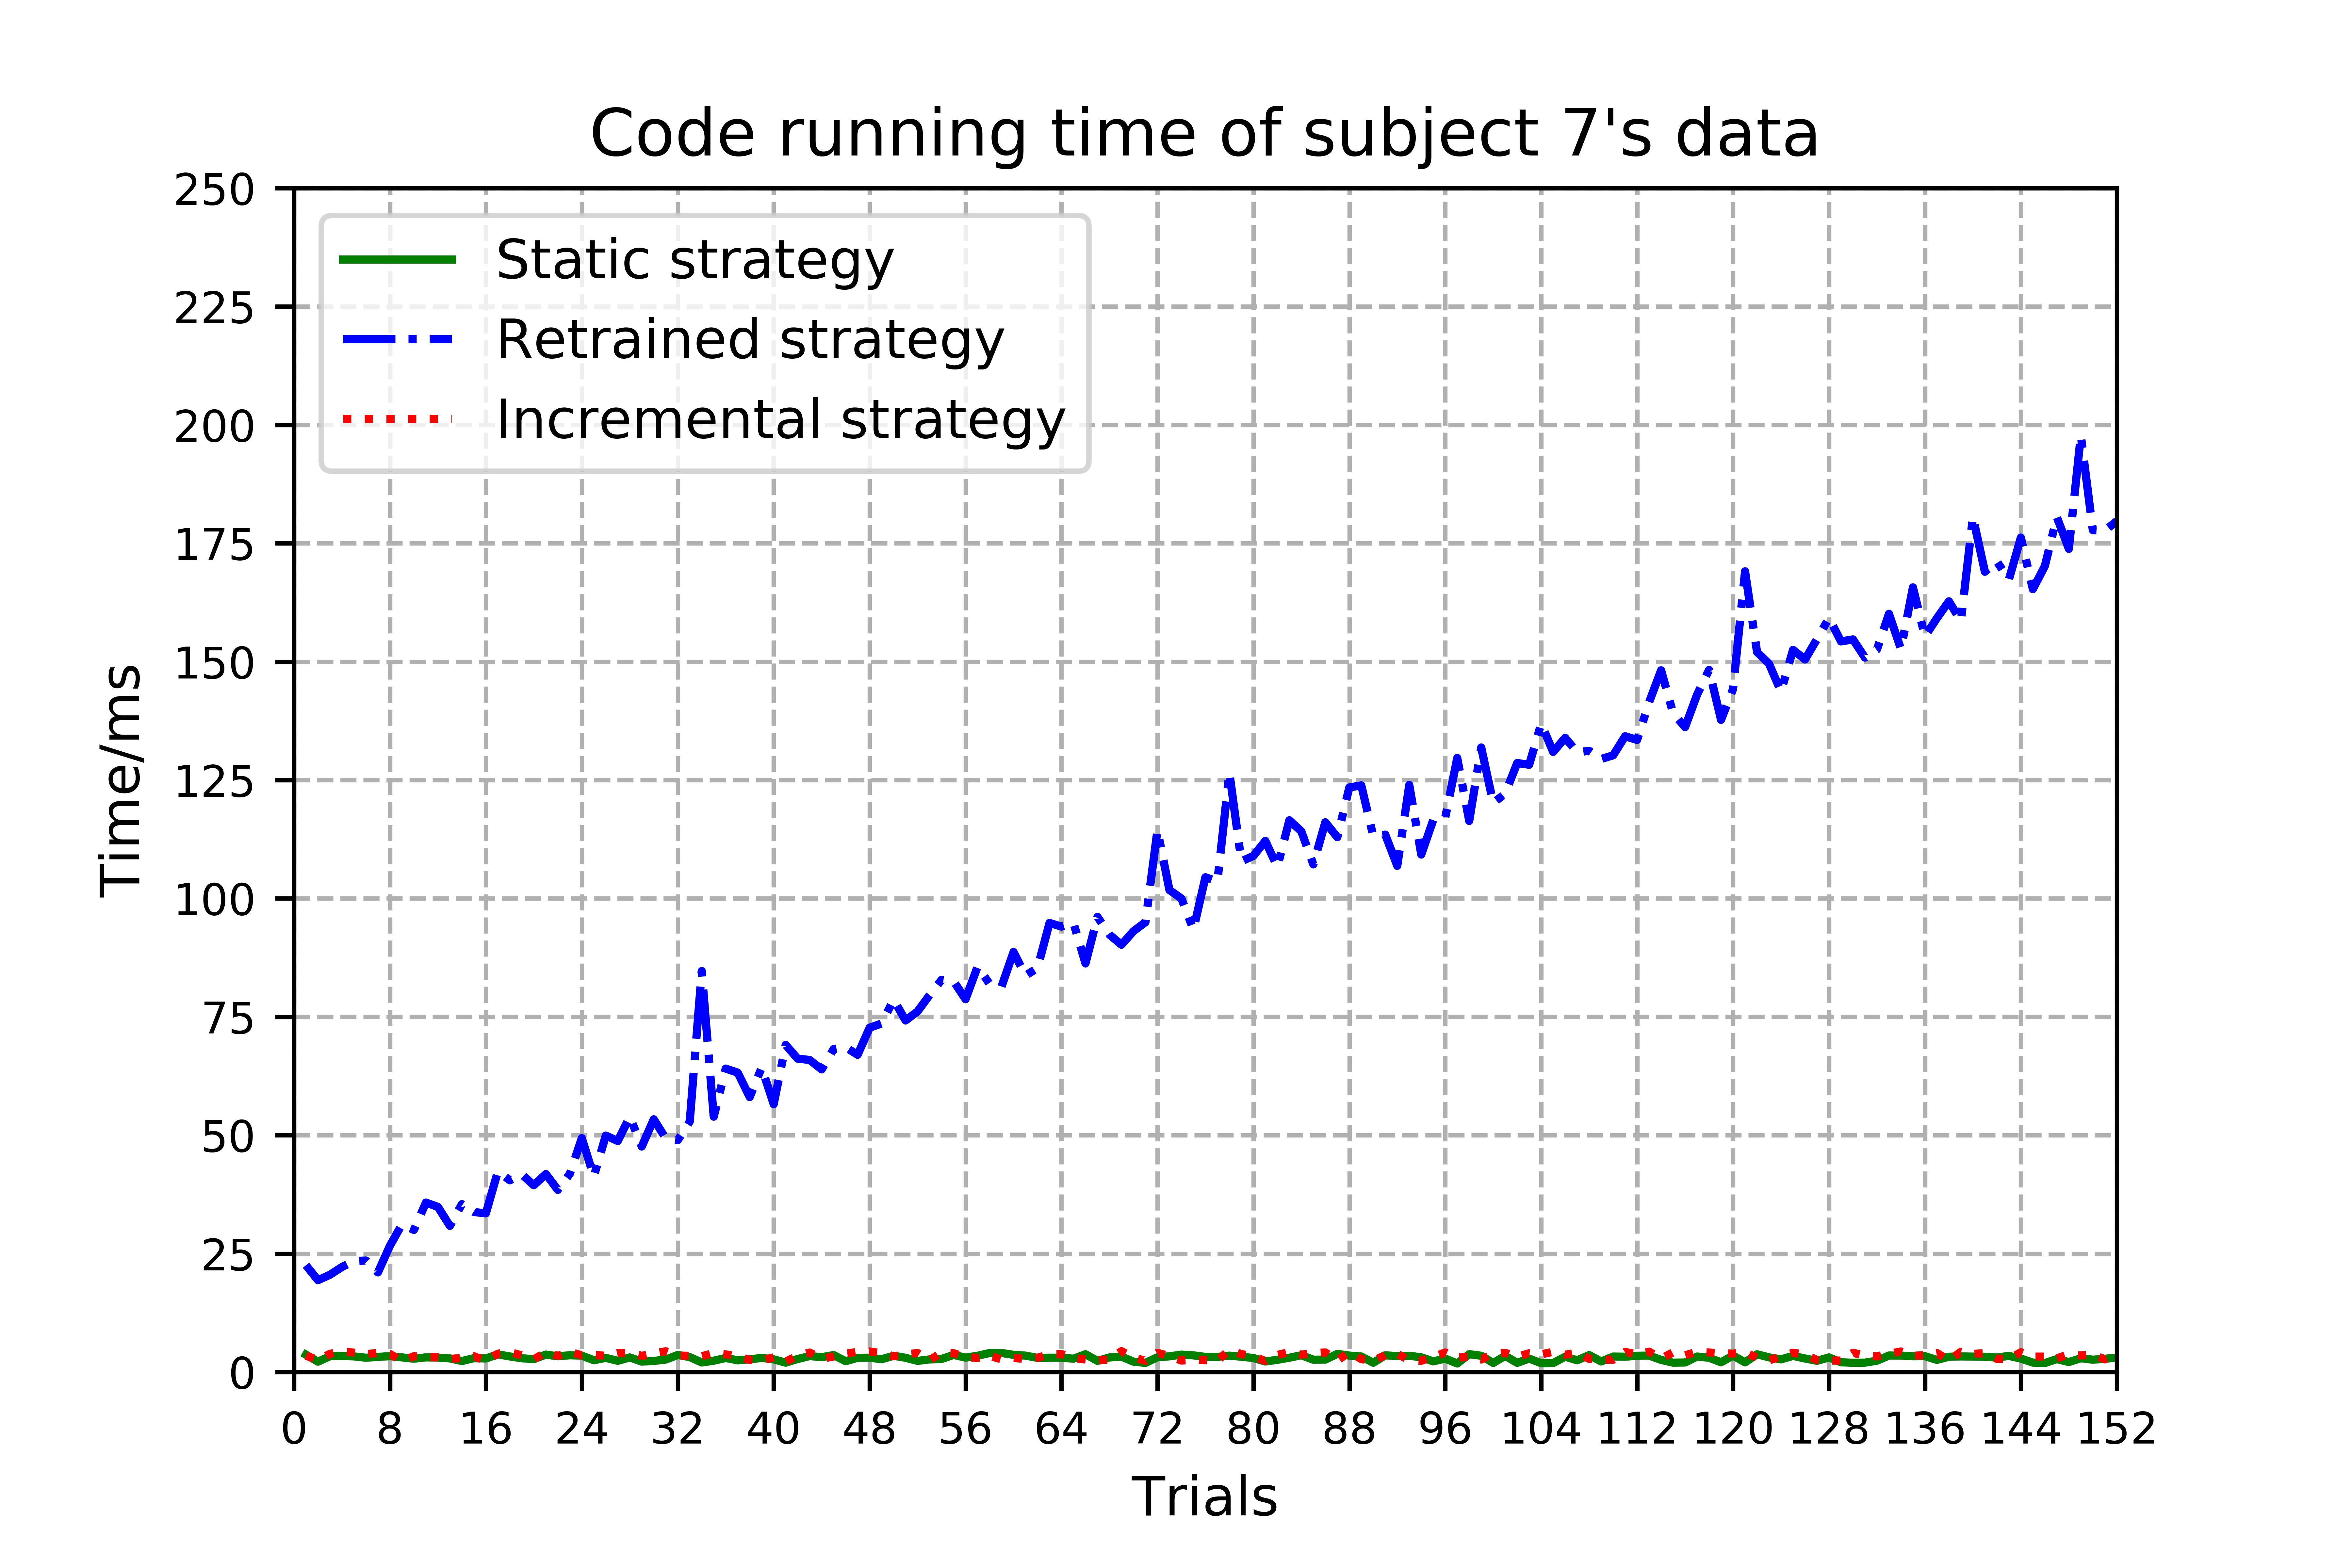 Code running time of subject 7's data
250
225
200
175
150
125
100
75
50
25
0
Time/ms
Static strategy
Retrained strategy
Incremental strategy
0 8 16 24 32 40 48 56 64 72 80 88 96 104 112 120 128 136 144 152
Trials